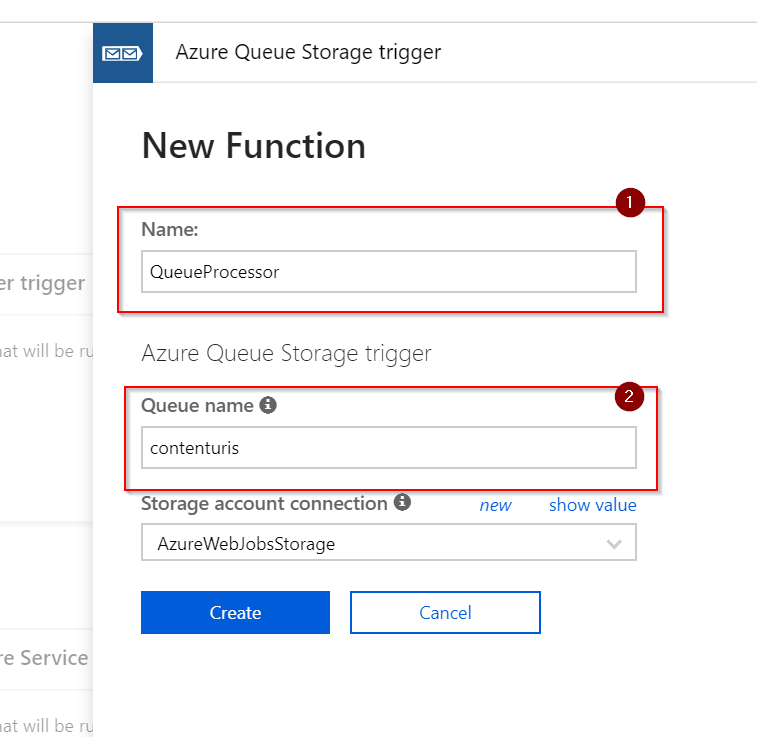 Azure Queue Storage trigger
New Function
1
Name:
QueueProcessor
er trigger
Azure Queue Storage trigger
at will be ru
2
Queue name
contenturis
Storage account connection new show value
AzureWebJobsStorage
Create Cancel
re Service
at will be ru